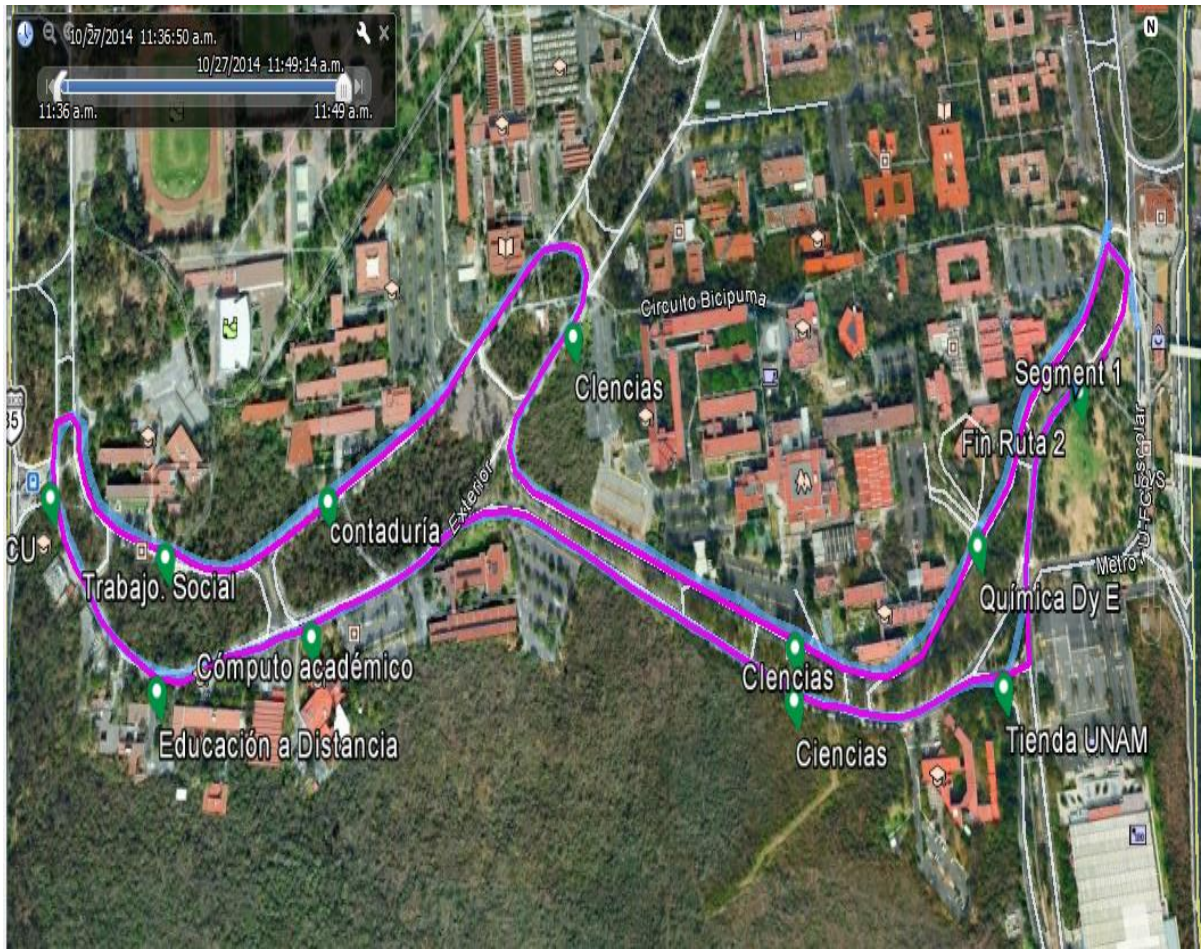 10/27/2014 11:36:50 a.m.
10/27/2014 11:49:14 a.m.
11:36 a.m.
11:49 a.m.
N
Circuito Bicipuma
CIencias
Segment 1
Fin Ruta 2
Exterior
contaduría
CU
Trabajo. Social
Metro
Química Dy E
Cómputo académico
CIencias
Educación a Distancia
Ciencias
Tienda UNAM